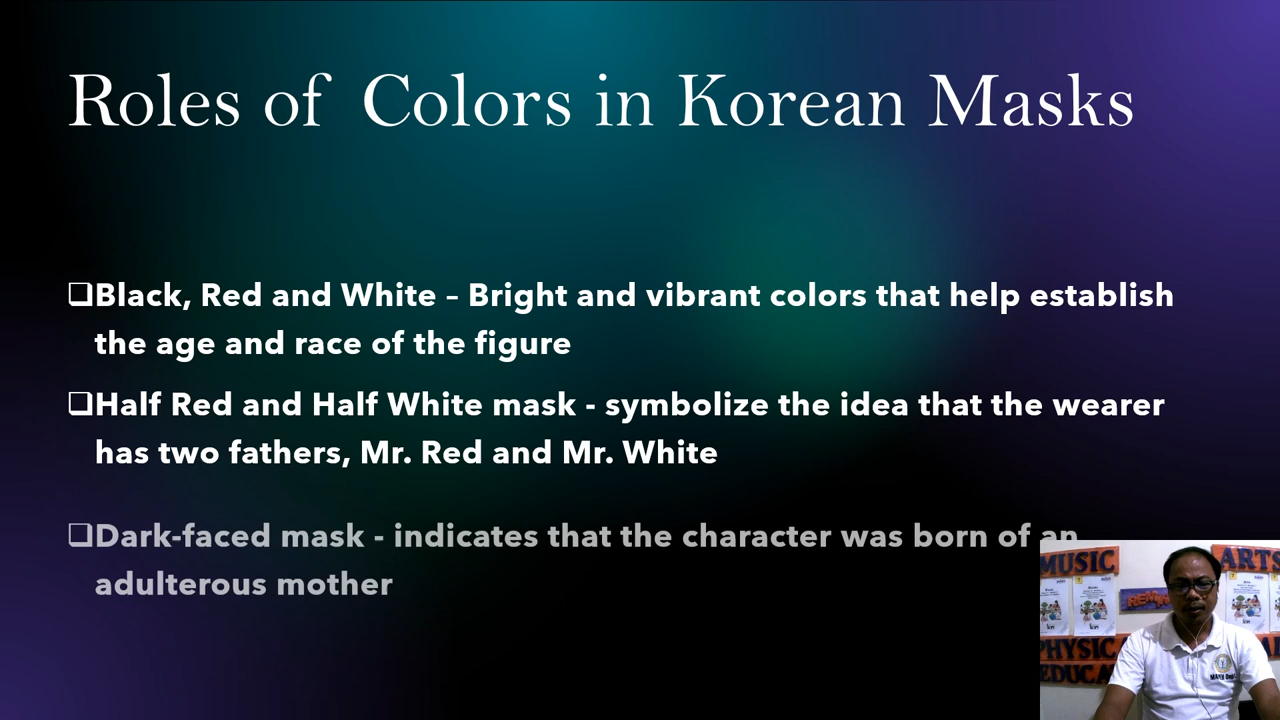 Roles of Colors in Korean Masks
❑Black, Red and White – Bright and vibrant colors that help establish
the age and race of the figure
❑Half Red and Half White mask - symbolize the idea that the wearer
has two fathers, Mr. Red and Mr. White
❑Dark-faced mask - indicates that the character was born of an
adulterous mother
MUSIC
ARTS
PHYSIC
EDUCA